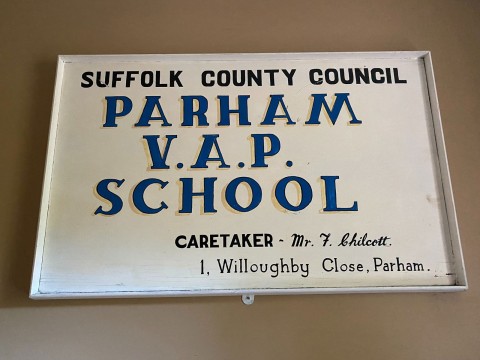 SUFFOLK COUNTY COUNCIL
PARHAM
V.A.P.
SCHOOL
CARETAKER - Mr. F. Chilcott.
1, Willoughby Close, Parham.